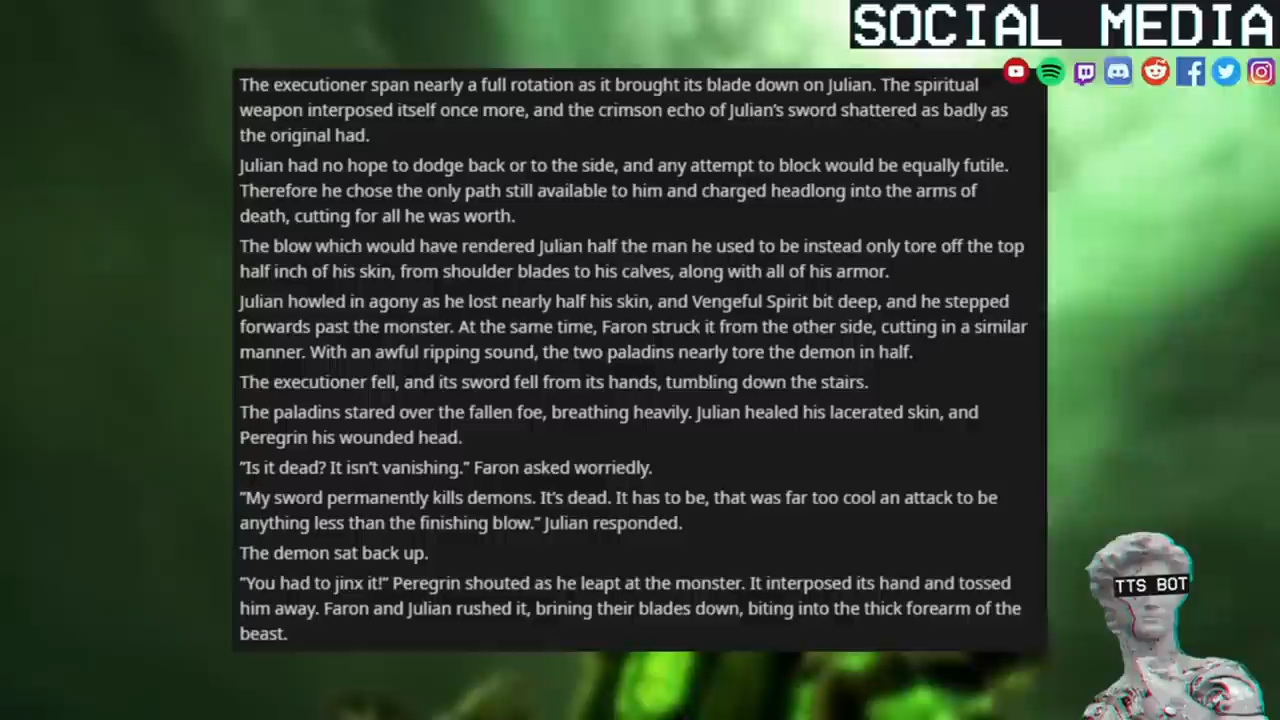 SOCIAL MEDIA
The executioner span nearly a full rotation as it brought its blade down on Julian. The spiritual
weapon interposed itself once more, and the crimson echo of Julian's sword shattered as badly as
the original had.
Julian had no hope to dodge back or to the side, and any attempt to block would be equally futile.
Therefore he chose the only path still available to him and charged headlong into the arms of
death, cutting for all he was worth.
The blow which would have rendered Julian half the man he used to be instead only tore off the top
half inch of his skin, from shoulder blades to his calves, along with all of his armor.
Julian howled in agony as he lost nearly half his skin, and Vengeful Spirit bit deep, and he stepped
forwards past the monster. At the same time, Faron struck it from the other side, cutting in a similar
manner. With an awful ripping sound, the two paladins nearly tore the demon in half.
The executioner fell, and its sword fell from its hands, tumbling down the stairs.
The paladins stared over the fallen foe, breathing heavily. Julian healed his lacerated skin, and
Peregrin his wounded head.
“Is it dead? It isn't vanishing.” Faron asked worriedly.
“My sword permanently kills demons. It's dead. It has to be, that was far too cool an attack to be
anything less than the finishing blow.” Julian responded.
The demon sat back up.
“You had to jinx it!” Peregrin shouted as he leapt at the monster. It interposed its hand and tossed
him away. Faron and Julian rushed it, brining their blades down, biting into the thick forearm of the
beast.
TTS BOT